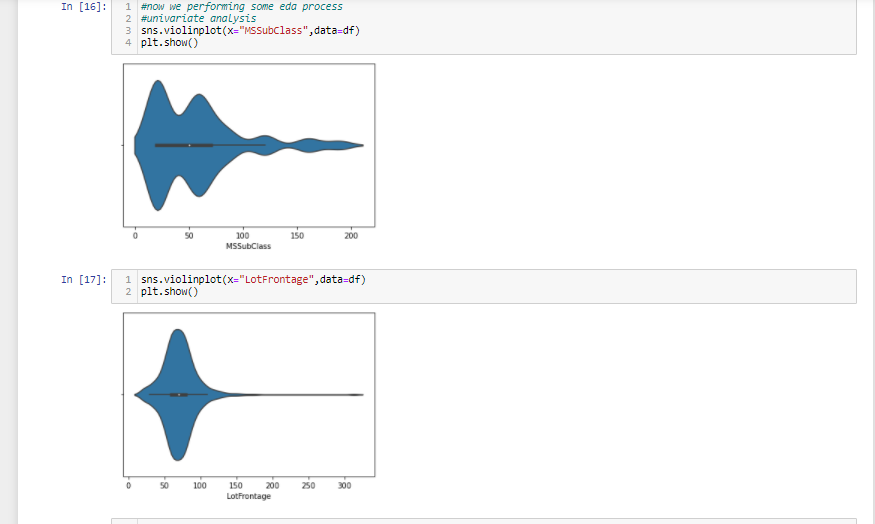 In [16]:
1 #now we performing some eda process
2 #univariate analysis
3 sns.violinplot(x="MSSubClass",data=df)
4 plt.show()
0 50 100 150 200
MSSubClass
In [17]:
1 sns.violinplot(x="LotFrontage",data=df)
2 plt.show()
0 50 100 150 200 250 300
LotFrontage